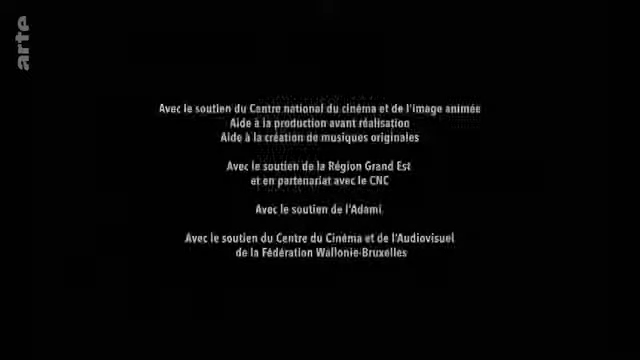 arte
Avec le soutien du Centre national du cinéma et de l'image animée
Aide à la production avant réalisation
Aide à la création de musiques originales
Avec le soutien de la Région Grand Est
et en partenariat avec le CNC
Avec le soutien de l'Adami
Avec le soutien du Centre du Cinéma et de l'Audiovisuel
de la Fédération Wallonie-Bruxelles